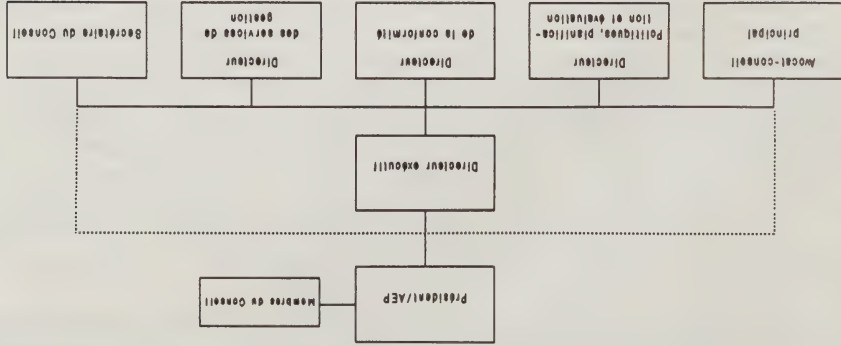 Président/AEP
Membres du Conseil
Directeur exécutif
Avocat-conseil
principal
Directeur
Politiques, planifica-
tion et évaluation
Directeur
de la conformité
Directeur
des services de
gestion
Secrétaire du Conseil